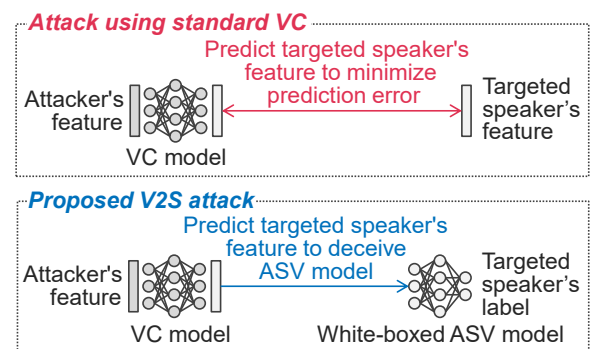 Attack using standard VC
Predict targeted speaker's
feature to minimize
prediction error
Attacker's
feature
VC model
Targeted
speaker's
feature
Proposed V2S attack
Predict targeted speaker's
feature to deceive
ASV model
Attacker's
feature
VC model
Targeted
speaker's
label
White-boxed ASV model